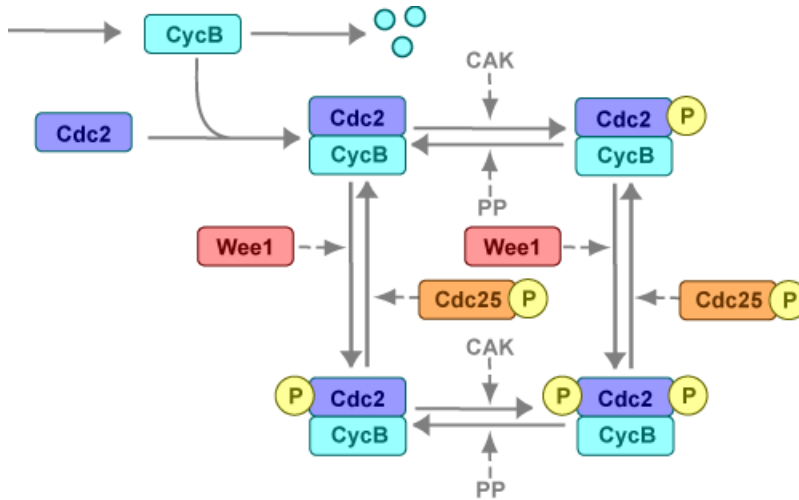 CycB
CAK
Cdc2
Cdc2
CycB
Cdc2
P
CycB
PP
Wee1
Wee1
Cdc25 P
Cdc25 P
CAK
P Cdc2
CycB
P Cdc2 P
CycB
PP